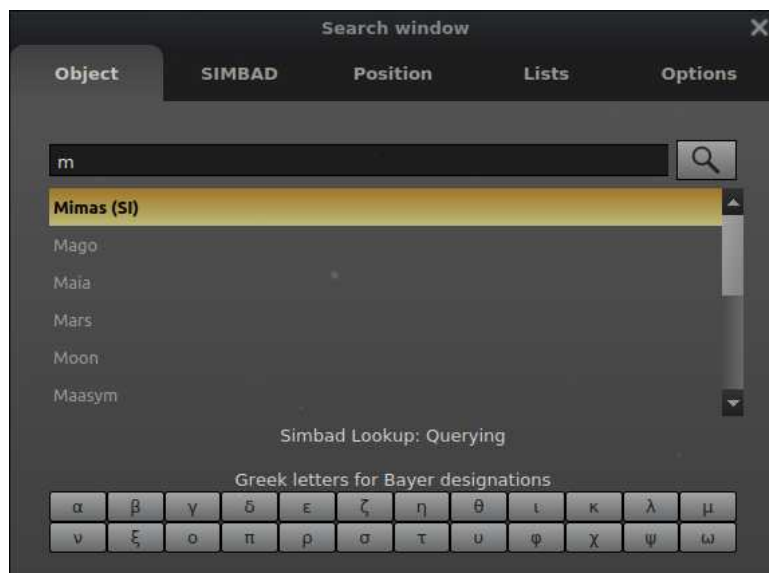 Search window
Object SIMBAD Position Lists Options
m
Mimas (SI)
Mago
Maia
Mars
Moon
Maasym
Simbad Lookup: Querying
Greek letters for Bayer designations
α β γ δ ε ζ η θ ι κ λ μ
ν ξ ο π ρ σ τ υ φ χ ψ ω